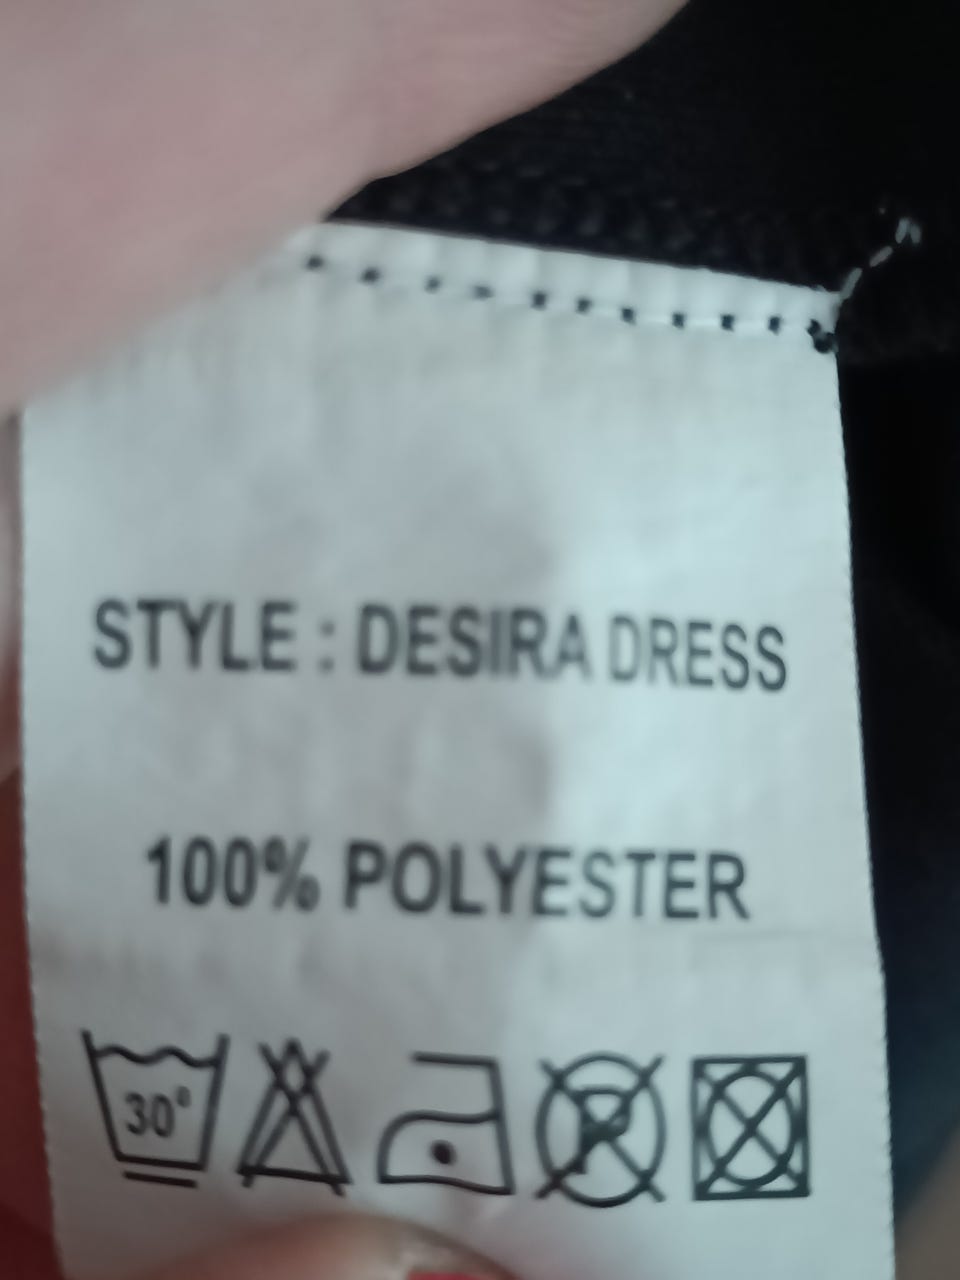 STYLE : DESIRA DRESS
100% POLYESTER
30° P